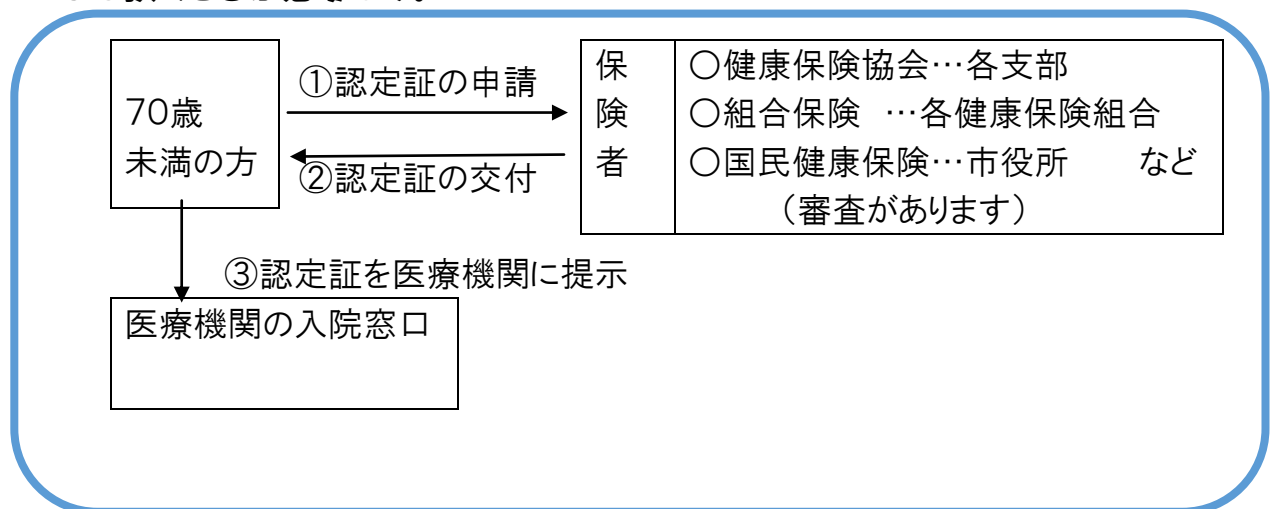 70歳
未満の方
①認定証の申請
②認定証の交付
保
険
者
〇健康保険協会…各支部
〇組合保険 …各健康保険組合
〇国民健康保険…市役所 など
(審査があります)
③認定証を医療機関に提示
医療機関の入院窓口